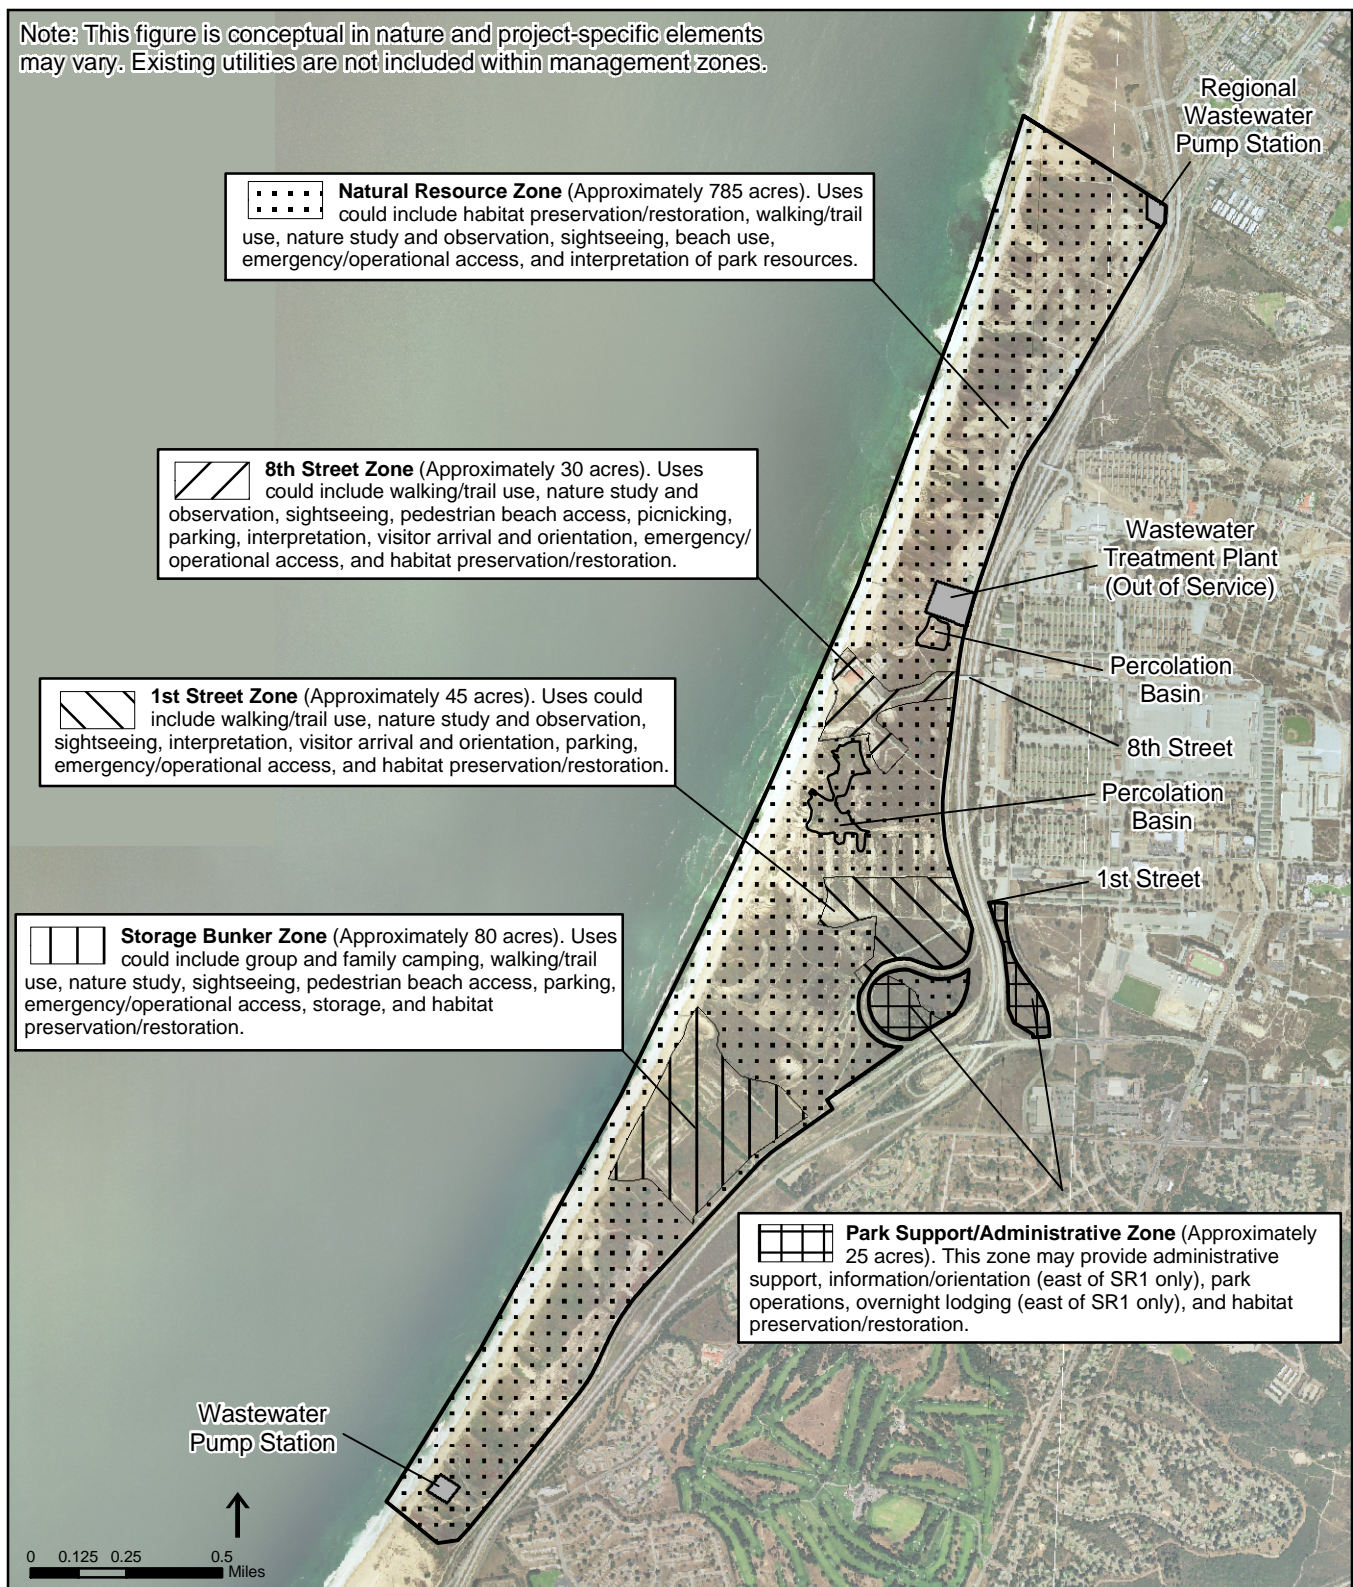 Note: This figure is conceptual in nature and project-specific elements
may vary. Existing utilities are not included within management zones.
Regional
Wastewater
Pump Station
Natural Resource Zone (Approximately 785 acres). Uses
could include habitat preservation/restoration, walking/trail
use, nature study and observation, sightseeing, beach use,
emergency/operational access, and interpretation of park resources.
8th Street Zone (Approximately 30 acres). Uses
could include walking/trail use, nature study and
observation, sightseeing, pedestrian beach access, picnicking,
parking, interpretation, visitor arrival and orientation, emergency/
operational access, and habitat preservation/restoration.
Wastewater
Treatment Plant
(Out of Service)
Percolation
Basin
1st Street Zone (Approximately 45 acres). Uses could
include walking/trail use, nature study and observation,
sightseeing, interpretation, visitor arrival and orientation, parking,
emergency/operational access, and habitat preservation/restoration.
8th Street
Percolation
Basin
1st Street
Storage Bunker Zone (Approximately 80 acres). Uses
could include group and family camping, walking/trail
use, nature study, sightseeing, pedestrian beach access, parking,
emergency/operational access, storage, and habitat
preservation/restoration.
Park Support/Administrative Zone (Approximately
25 acres). This zone may provide administrative
support, information/orientation (east of SR1 only), park
operations, overnight lodging (east of SR1 only), and habitat
preservation/restoration.
Wastewater
Pump Station
0 0.125 0.25 0.5
Miles